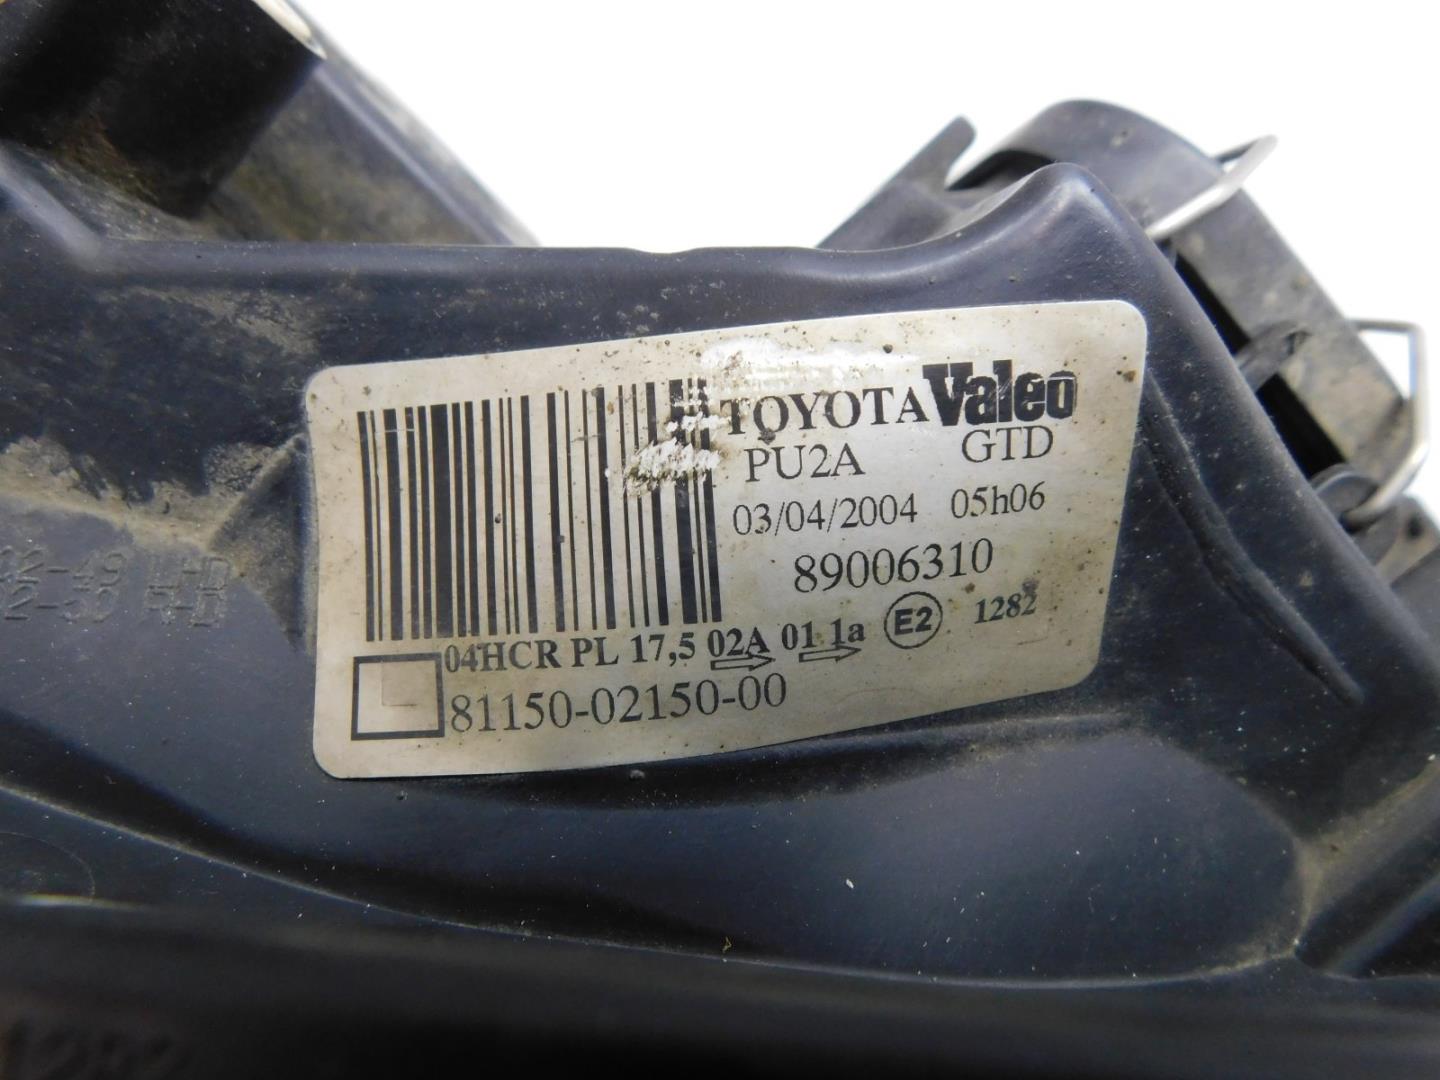 TOYOTA Valeo
PU2A GTD
03/04/2004 05h06
89006310
04HCR PL 17,5 02A 01 1a E2 1282
81150-02150-00